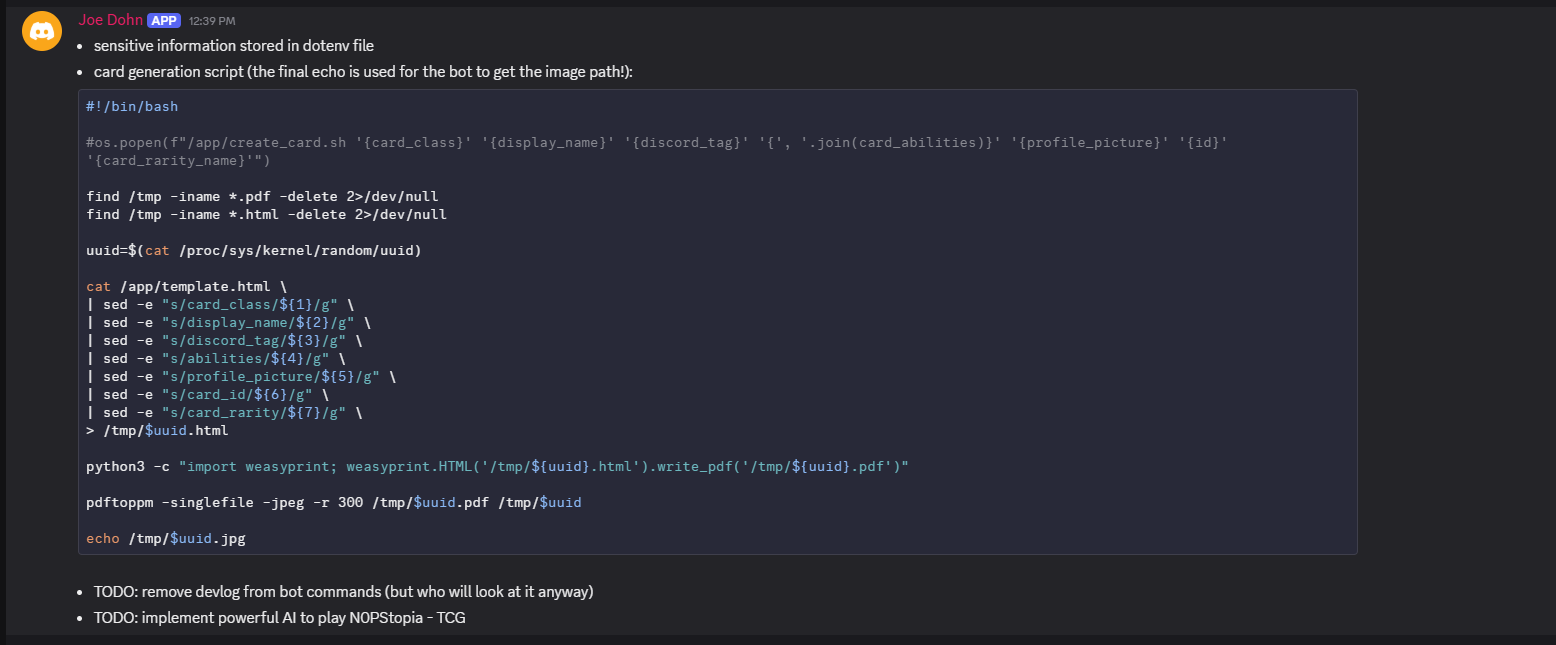 Joe Dohn APP 12:39 PM
• sensitive information stored in dotenv file
• card generation script (the final echo is used for the bot to get the image path!):
#!/bin/bash
#os.popen(f"/app/create_card.sh '{card_class}' '{display_name}' '{discord_tag}' '{', '.join(card_abilities)}' '{profile_picture}' '{id}'
'{card_rarity_name}'")
find /tmp -iname *.pdf -delete 2>/dev/null
find /tmp -iname *.html -delete 2>/dev/null
uuid=$(cat /proc/sys/kernel/random/uuid)
cat /app/template.html \
| sed -e "s/card_class/${1}/g" \
| sed -e "s/display_name/${2}/g" \
| sed -e "s/discord_tag/${3}/g" \
| sed -e "s/abilities/${4}/g" \
| sed -e "s/profile_picture/${5}/g" \
| sed -e "s/card_id/${6}/g" \
| sed -e "s/card_rarity/${7}/g" \
> /tmp/$uuid.html
python3 -c "import weasyprint; weasyprint.HTML('/tmp/${uuid}.html').write_pdf('/tmp/${uuid}.pdf')"
pdftoppm -singlefile -jpeg -r 300 /tmp/$uuid.pdf /tmp/$uuid
echo /tmp/$uuid.jpg
• TODO: remove devlog from bot commands (but who will look at it anyway)
• TODO: implement powerful AI to play N0PStopia - TCG